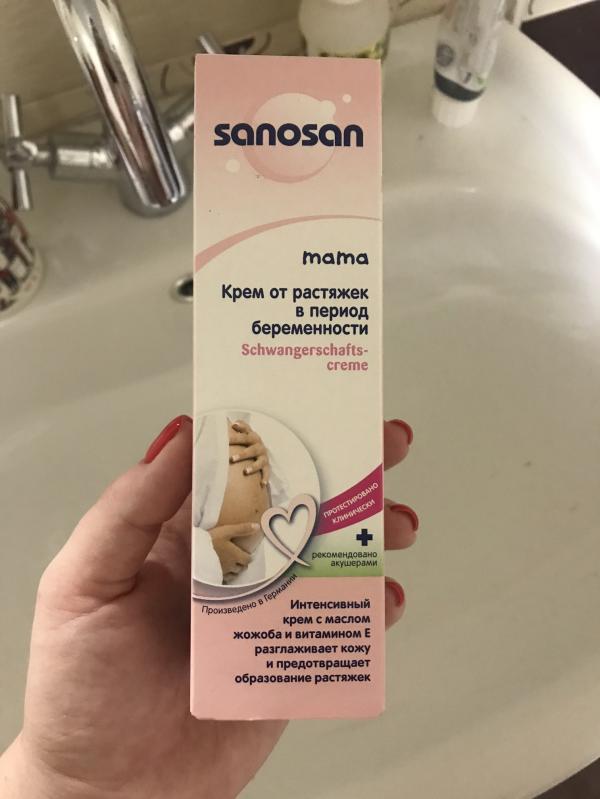 sanosan
mama
Крем от растяжек
в период
беременности
Schwangerschafts-
creme
ПРОТЕСТИРОВАНО
КЛИНИЧЕСКИ
рекомендовано
акушерами
Произведено в Германии
Интенсивный
крем с маслом
жожоба и витамином Е
разглаживает кожу
и предотвращает
образование растяжек